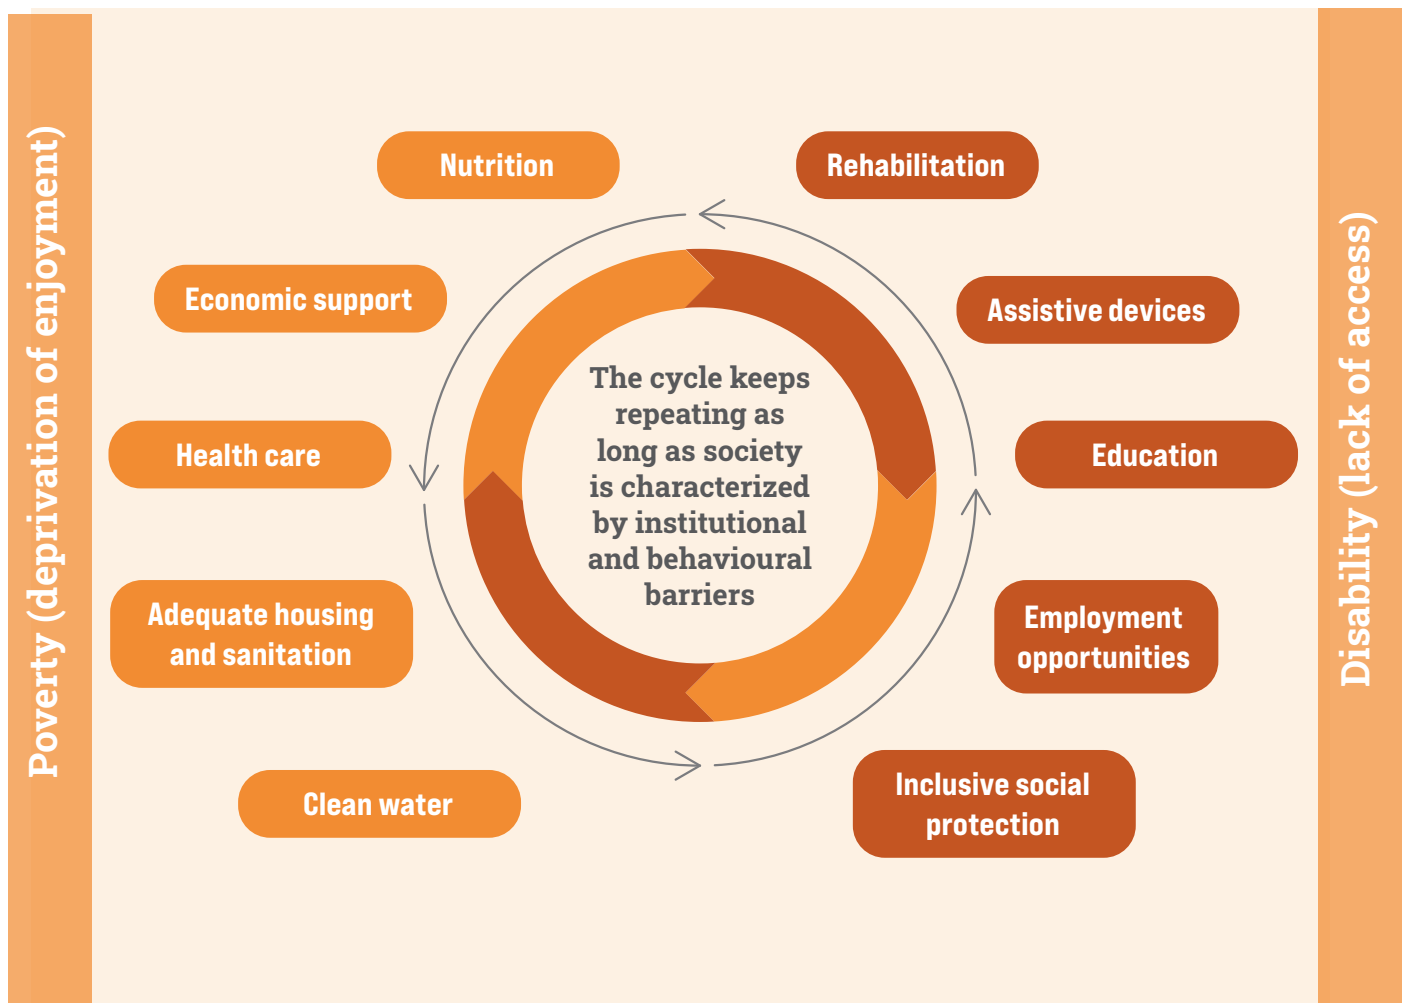 Poverty (deprivation of enjoyment)
Nutrition
Economic support
Health care
Adequate housing
and sanitation
Clean water
The cycle keeps
repeating as
long as society
is characterized
by institutional
and behavioural
barriers
Rehabilitation
Assistive devices
Education
Employment
opportunities
Inclusive social
protection
Disability (lack of access)